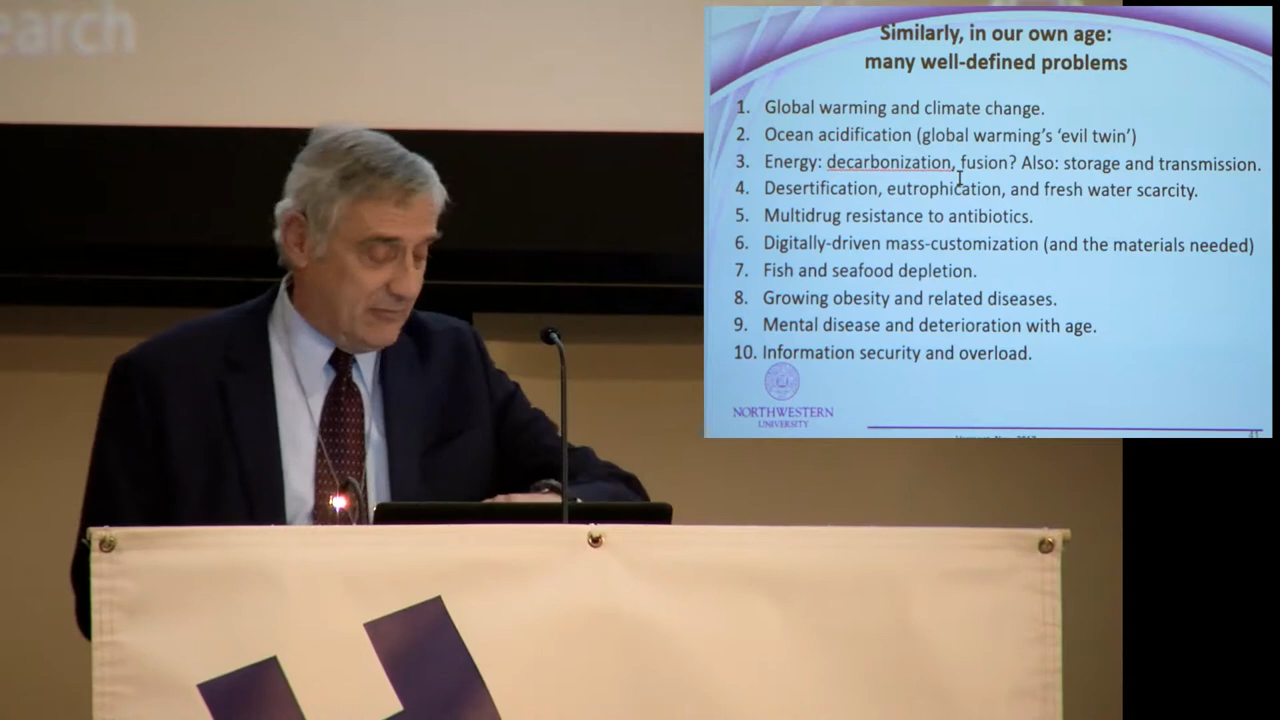 earch
Similarly, in our own age:
many well-defined problems
1. Global warming and climate change.
2. Ocean acidification (global warming's 'evil twin')
3. Energy: decarbonization, fusion? Also: storage and transmission.
4. Desertification, eutrophication, and fresh water scarcity.
5. Multidrug resistance to antibiotics.
6. Digitally-driven mass-customization (and the materials needed)
7. Fish and seafood depletion.
8. Growing obesity and related diseases.
9. Mental disease and deterioration with age.
10. Information security and overload.
NORTHWESTERN
UNIVERSITY
41